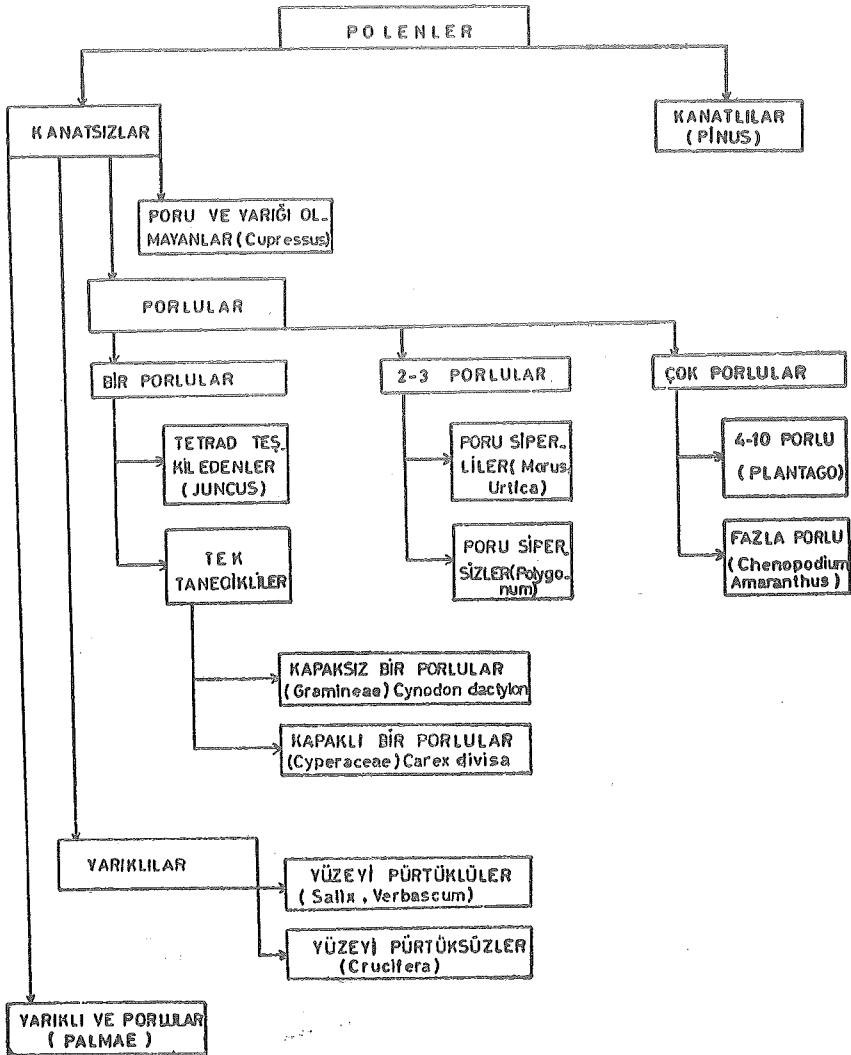 POLENLER
KANATSIZLAR
KANATLILAR
(PİNUS)
PORU VE YARIĞI OL-
MAYANLAR (Cupressus)
PORLULAR
BİR PORLULAR
2-3 PORLULAR
ÇOK PORLULAR
TETRAD TEŞ-
KİL EDENLER
(JUNCUS)
PORU SİPER-
LİLER (Morus,
Urtica)
4-10 PORLU
(PLANTAGO)
TEK
TANECİKLİLER
PORU SİPER
SİZLER (Polygo-
num)
FAZLA PORLU
(Chenopodium
Amaranthus)
KAPAKSIZ BİR PORLULAR
(Gramineae) Cynodon dactylon
KAPAKLI BİR PORLULAR
(Cyperaceae) Carex divisa
YARIKLILAR
YÜZEYİ PÜRTÜKLÜLER
(Salix, Verbascum)
YÜZEYİ PÜRTÜKSÜZLER
(Crucifera)
YARIKLI VE PORLULAR
(PALMAE)